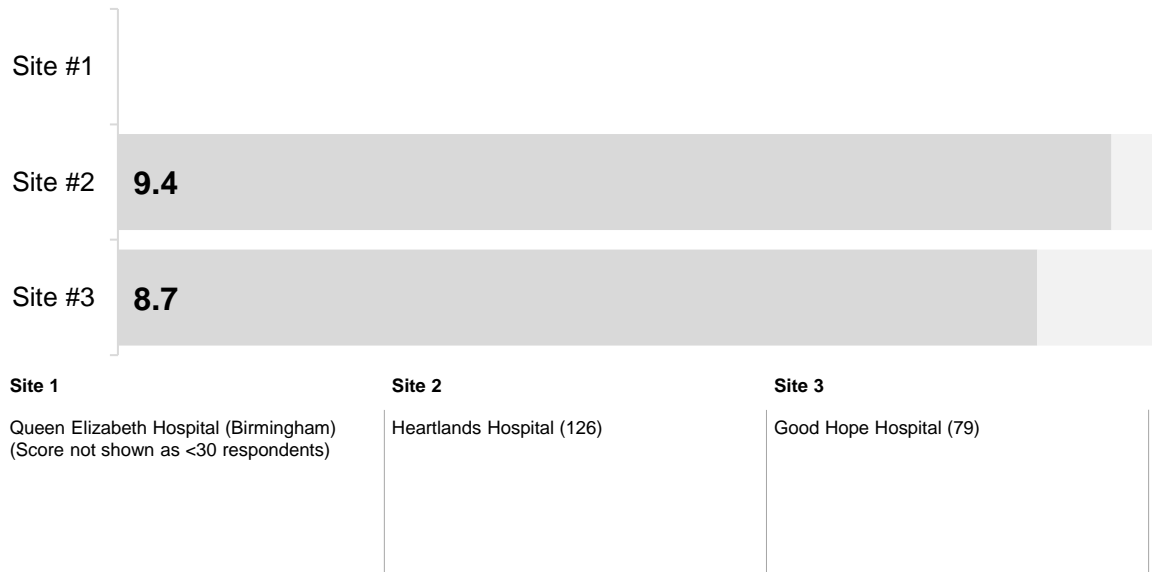 Site #1
Site #2
9.4
Site #3
8.7
Site 1
Queen Elizabeth Hospital (Birmingham)
(Score not shown as <30 respondents)
Site 2
Heartlands Hospital (126)
Site 3
Good Hope Hospital (79)